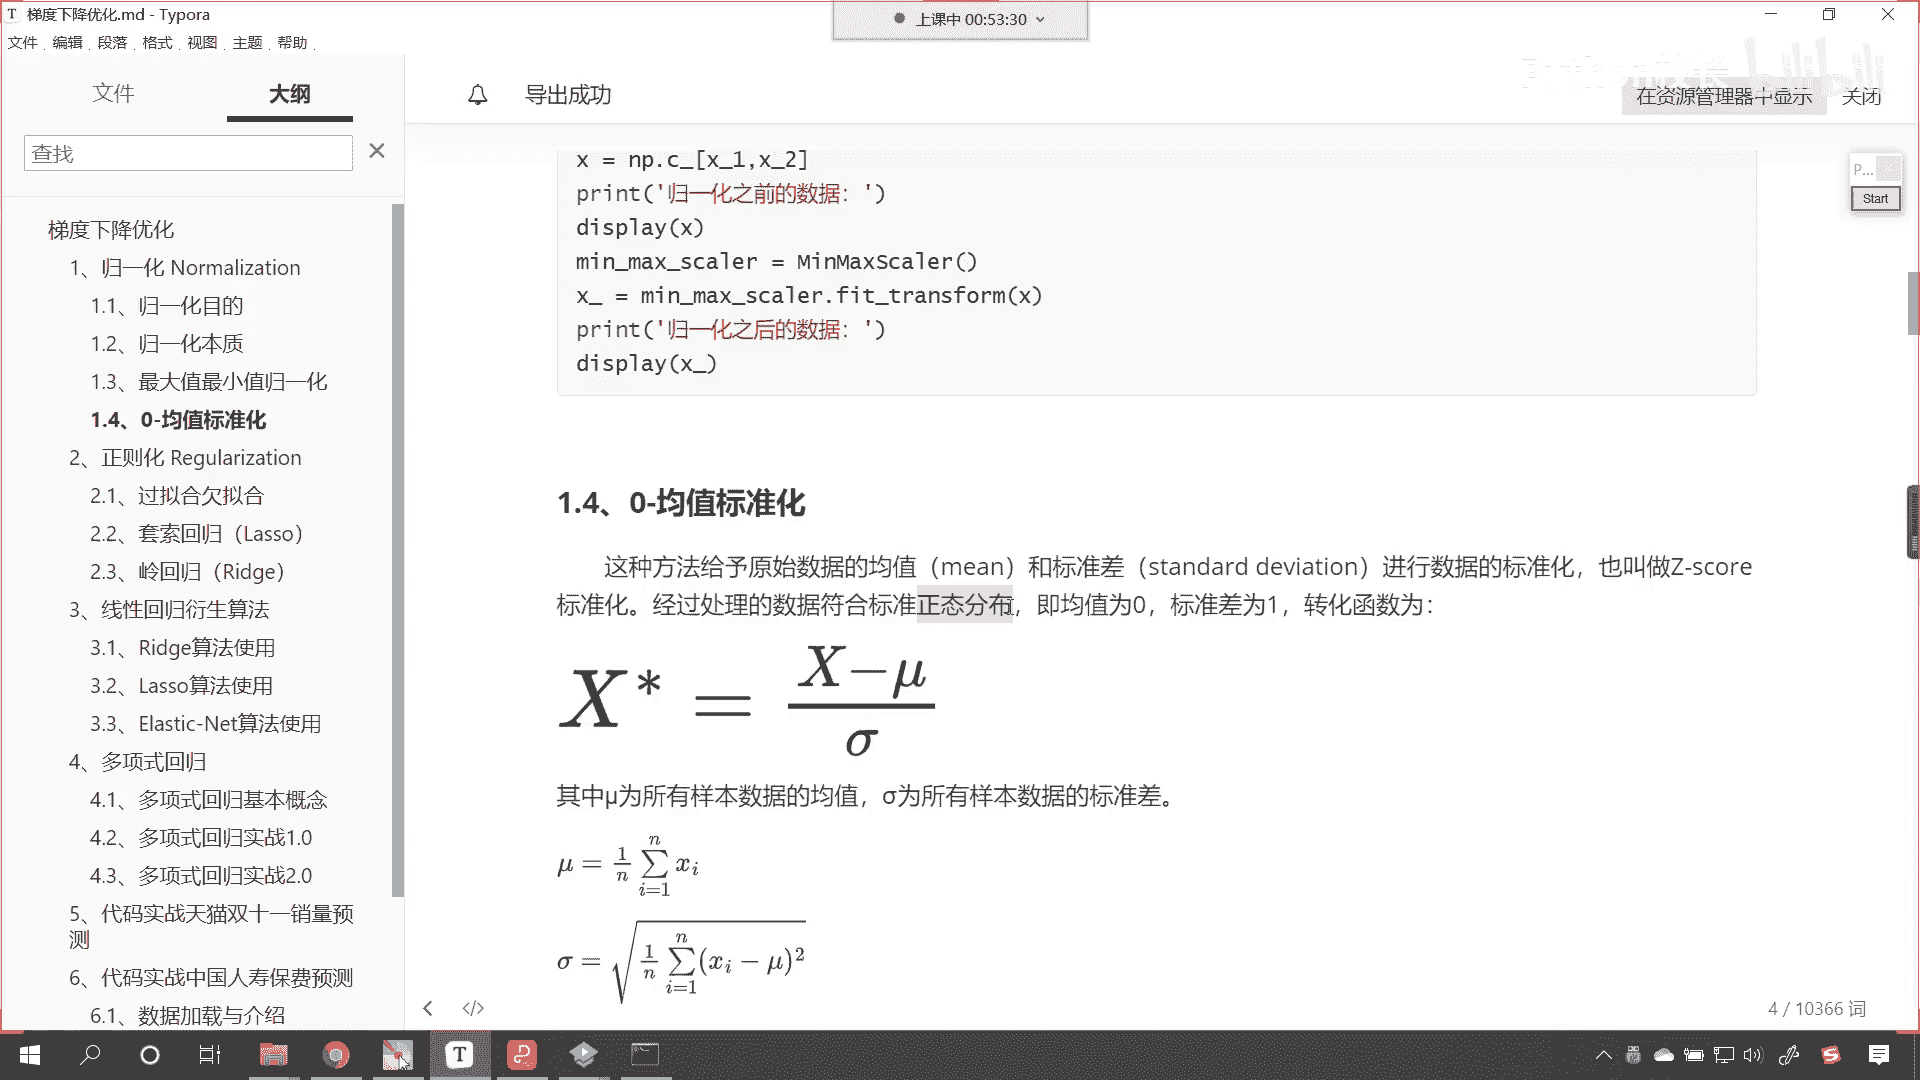 梯度下降优化.md - Typora
上课中 00:53:30
文件 编辑 段落 格式 视图 主题 帮助
文件 大纲
导出成功
在资源管理器中显示 关闭
查找
P...
Start
梯度下降优化
1、归一化 Normalization
1.1、归一化目的
1.2、归一化本质
1.3、最大值最小值归一化
1.4、0-均值标准化
2、正则化 Regularization
2.1、过拟合欠拟合
2.2、套索回归（Lasso）
2.3、岭回归（Ridge）
3、线性回归衍生算法
3.1、Ridge算法使用
3.2、Lasso算法使用
3.3、Elastic-Net算法使用
4、多项式回归
4.1、多项式回归基本概念
4.2、多项式回归实战1.0
4.3、多项式回归实战2.0
5、代码实战天猫双十一销量预
测
6、代码实战中国人寿保费预测
6.1、数据加载与介绍
x = np.c_[x_1,x_2]
print('归一化之前的数据：')
display(x)
min_max_scaler = MinMaxScaler()
x_ = min_max_scaler.fit_transform(x)
print('归一化之后的数据：')
display(x_)
1.4、0-均值标准化
这种方法给予原始数据的均值（mean）和标准差（standard deviation）进行数据的标准化，也叫做Z-score
标准化。经过处理的数据符合标准正态分布，即均值为0，标准差为1，转化函数为：
X* = (X−μ)/σ
其中μ为所有样本数据的均值，σ为所有样本数据的标准差。
μ = 1/n ∑_{i=1}^{n} x_i
σ = √(1/n ∑_{i=1}^{n} (x_i − μ)²)
4 / 10366 词